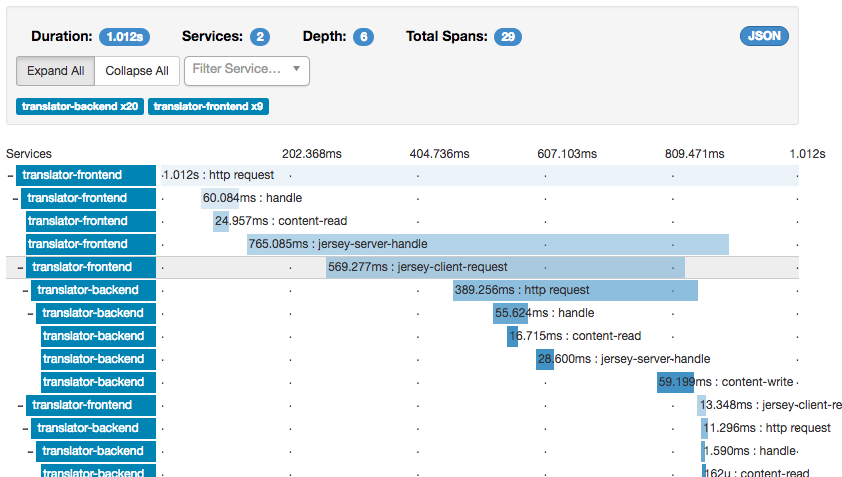 Duration: 1.012s Services: 2 Depth: 6 Total Spans: 29 JSON
Expand All Collapse All Filter Service...
translator-backend x20 translator-frontend x9
Services 202.368ms 404.736ms 607.103ms 809.471ms 1.012s
translator-frontend 1.012s : http request
translator-frontend 60.084ms : handle
translator-frontend 24.957ms : content-read
translator-frontend 765.085ms : jersey-server-handle
translator-frontend 569.277ms : jersey-client-request
translator-backend 389.256ms : http request
translator-backend 55.624ms : handle
translator-backend 16.715ms : content-read
translator-backend 28.600ms : jersey-server-handle
translator-backend 59.199ms : content-write
translator-frontend 13.348ms : jersey-client-re
translator-backend 11.296ms : http request
translator-backend 1.590ms : handle
translator-backend 162u : content-read